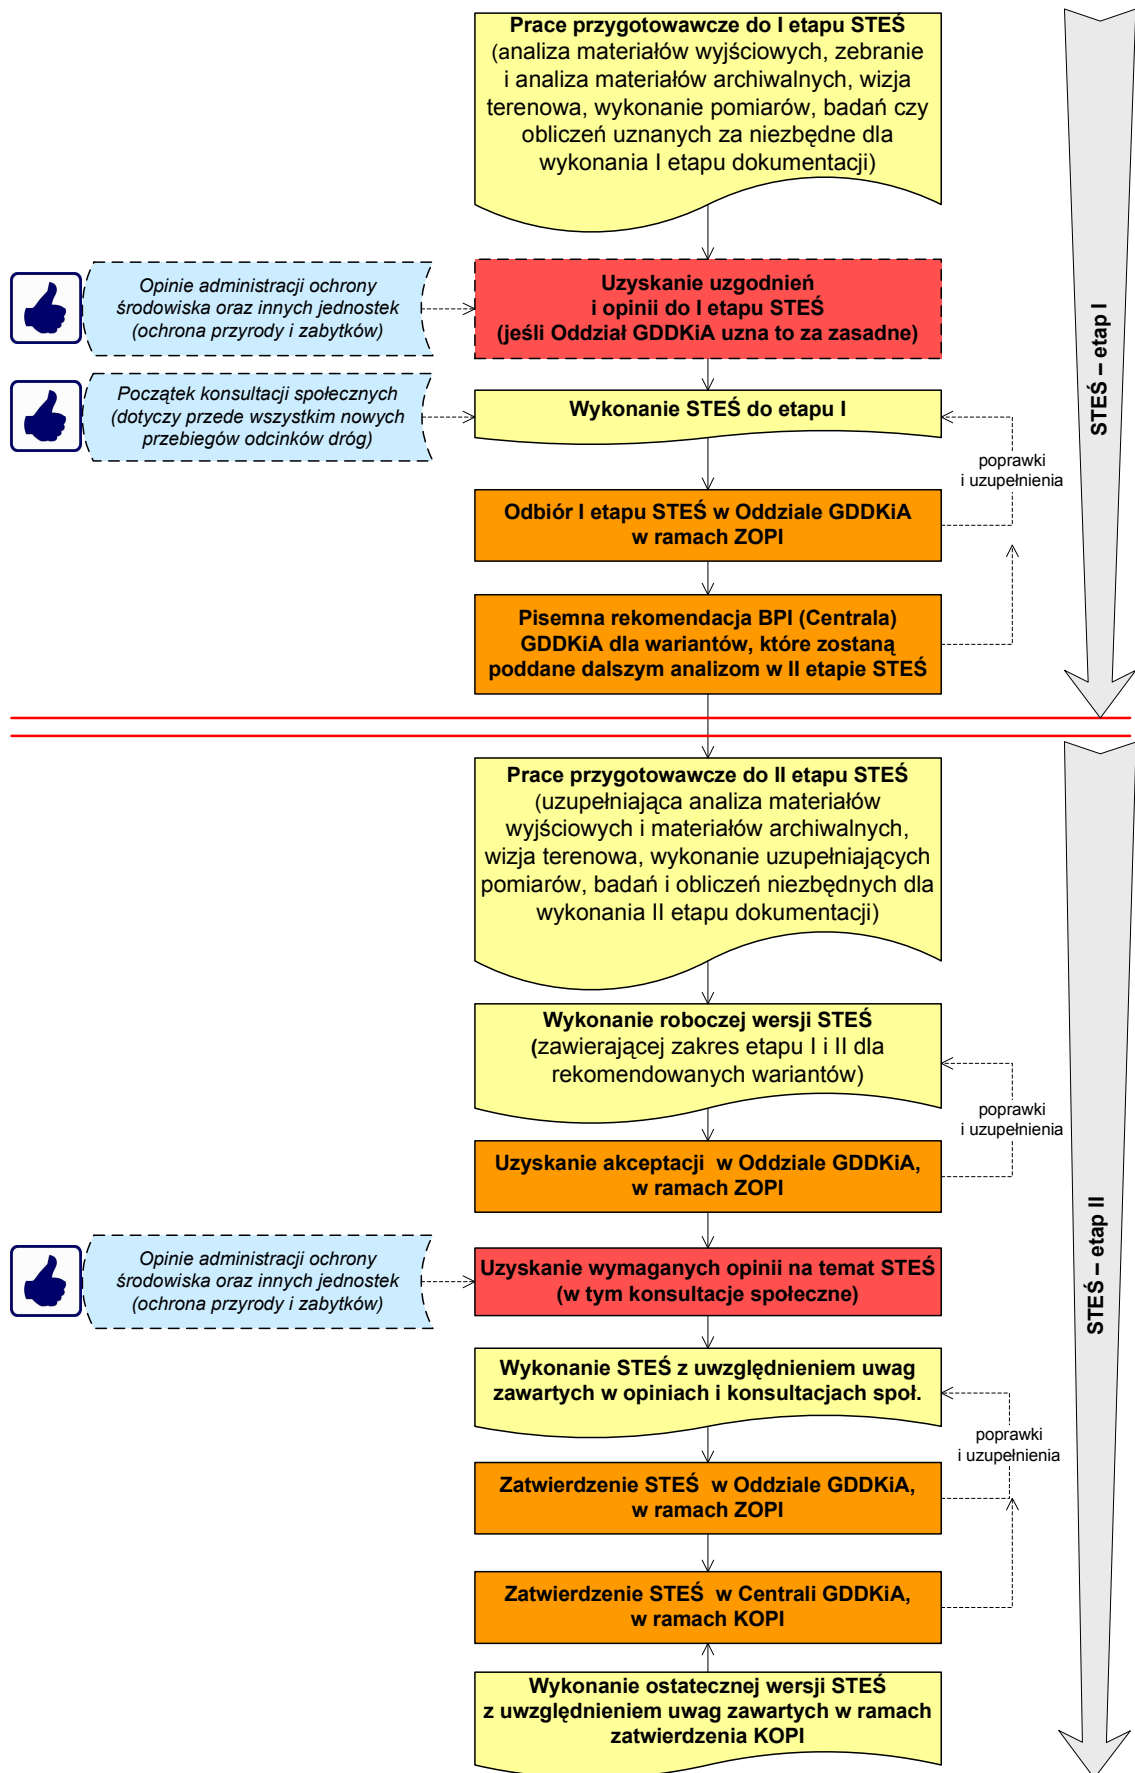 Prace przygotowawcze do I etapu STEŚ
(analiza materiałów wyjściowych, zebranie
i analiza materiałów archiwalnych, wizja
terenowa, wykonanie pomiarów, badań czy
obliczeń uznanych za niezbędne dla
wykonania I etapu dokumentacji)
Opinie administracji ochrony
środowiska oraz innych jednostek
(ochrona przyrody i zabytków)
Uzyskanie uzgodnień
i opinii do I etapu STEŚ
(jeśli Oddział GDDKiA uzna to za zasadne)
Początek konsultacji społecznych
(dotyczy przede wszystkim nowych
przebiegów odcinków dróg)
Wykonanie STEŚ do etapu I
poprawki
i uzupełnienia
Odbiór I etapu STEŚ w Oddziale GDDKiA
w ramach ZOPI
Pisemna rekomendacja BPI (Centrala)
GDDKiA dla wariantów, które zostaną
poddane dalszym analizom w II etapie STEŚ
STEŚ – etap I
Prace przygotowawcze do II etapu STEŚ
(uzupełniająca analiza materiałów
wyjściowych i materiałów archiwalnych,
wizja terenowa, wykonanie uzupełniających
pomiarów, badań i obliczeń niezbędnych dla
wykonania II etapu dokumentacji)
Wykonanie roboczej wersji STEŚ
(zawierającej zakres etapu I i II dla
rekomendowanych wariantów)
poprawki
i uzupełnienia
Uzyskanie akceptacji w Oddziale GDDKiA,
w ramach ZOPI
Opinie administracji ochrony
środowiska oraz innych jednostek
(ochrona przyrody i zabytków)
Uzyskanie wymaganych opinii na temat STEŚ
(w tym konsultacje społeczne)
Wykonanie STEŚ z uwzględnieniem uwag
zawartych w opiniach i konsultacjach społ.
poprawki
i uzupełnienia
Zatwierdzenie STEŚ w Oddziale GDDKiA,
w ramach ZOPI
Zatwierdzenie STEŚ w Centrali GDDKiA,
w ramach KOPI
Wykonanie ostatecznej wersji STEŚ
z uwzględnieniem uwag zawartych w ramach
zatwierdzenia KOPI
STEŚ – etap II